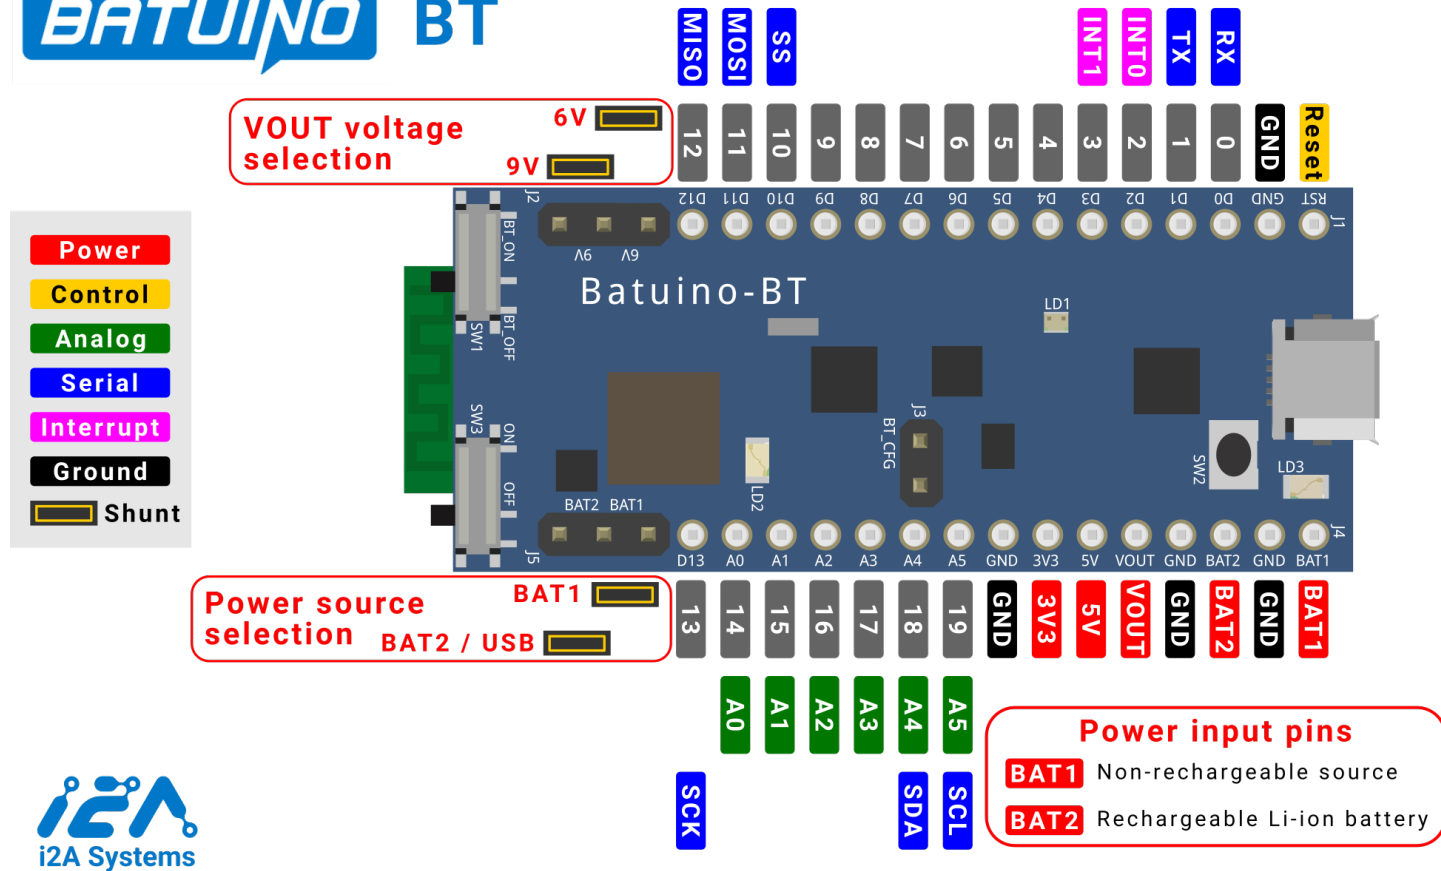 BATUINO BT
MISO MOSI SS INT1 INT0 TX RX
VOUT voltage
selection
6V
9V
12 11 10 9 8 7 6 5 4 3 2 1 0 GND Reset
D12 D11 D10 D9 D8 D7 D6 D5 D4 D3 D2 D1 D0 GND RST
J2
J1
9V 6V
BT_ON
BT_OFF
SW1
Batuino-BT
LD1
Power
Control
Analog
Serial
Interrupt
Ground
Shunt
SW3
ON
OFF
J3
BT_CFG
SW2
LD3
LD2
BAT2 BAT1
J5
J4
D13 A0 A1 A2 A3 A4 A5 GND 3V3 5V VOUT GND BAT2 GND BAT1
Power source
selection
BAT1
BAT2 / USB
13 14 15 16 17 18 19 GND 3V3 5V VOUT GND BAT2 GND BAT1
A0 A1 A2 A3 A4 A5
SCK SDA SCL
Power input pins
BAT1 Non-rechargeable source
BAT2 Rechargeable Li-ion battery
i2A
i2A Systems